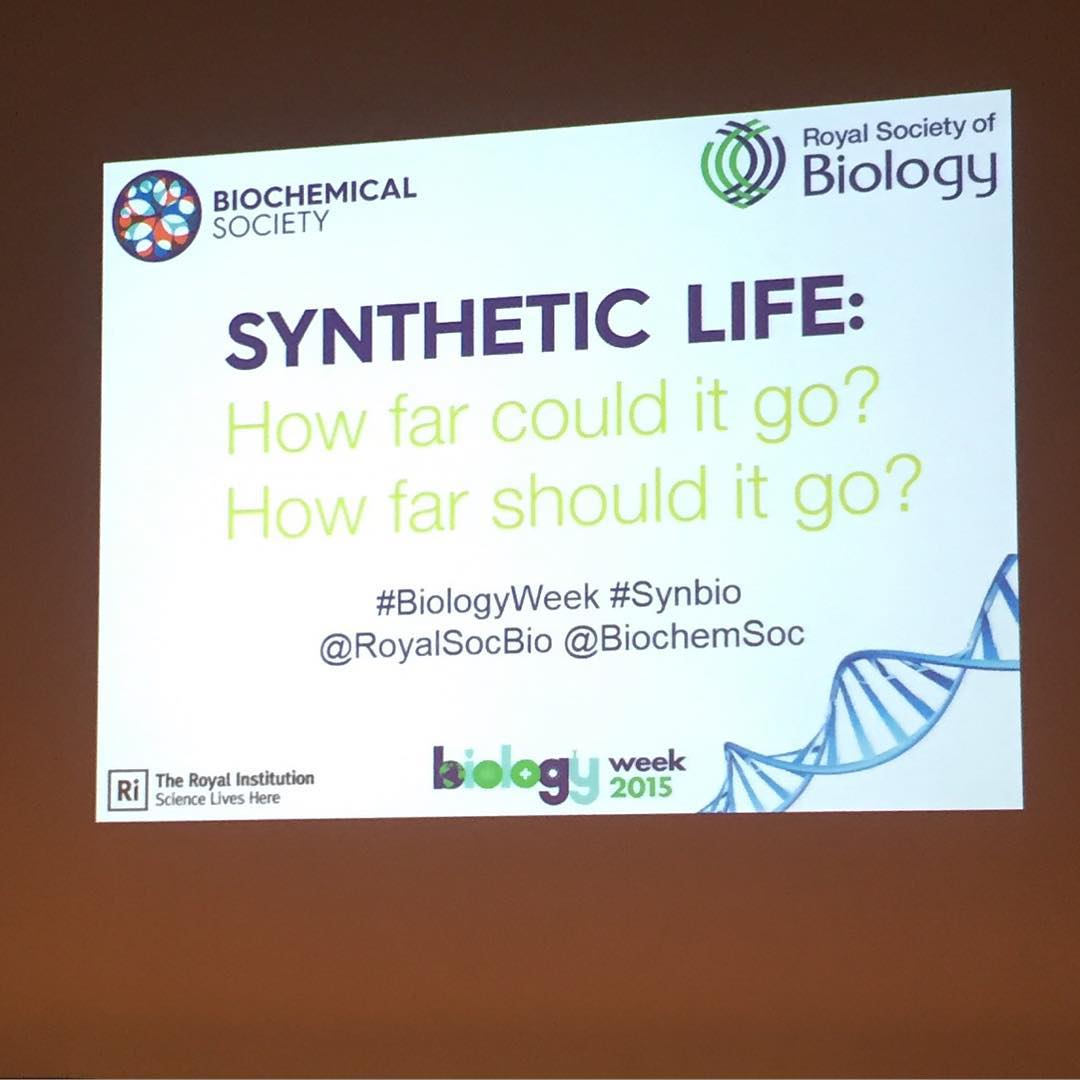 BIOCHEMICAL
SOCIETY
Royal Society of
Biology
SYNTHETIC LIFE:
How far could it go?
How far should it go?
#BiologyWeek #Synbio
@RoyalSocBio @BiochemSoc
Ri
The Royal Institution
Science Lives Here
biology week
2015